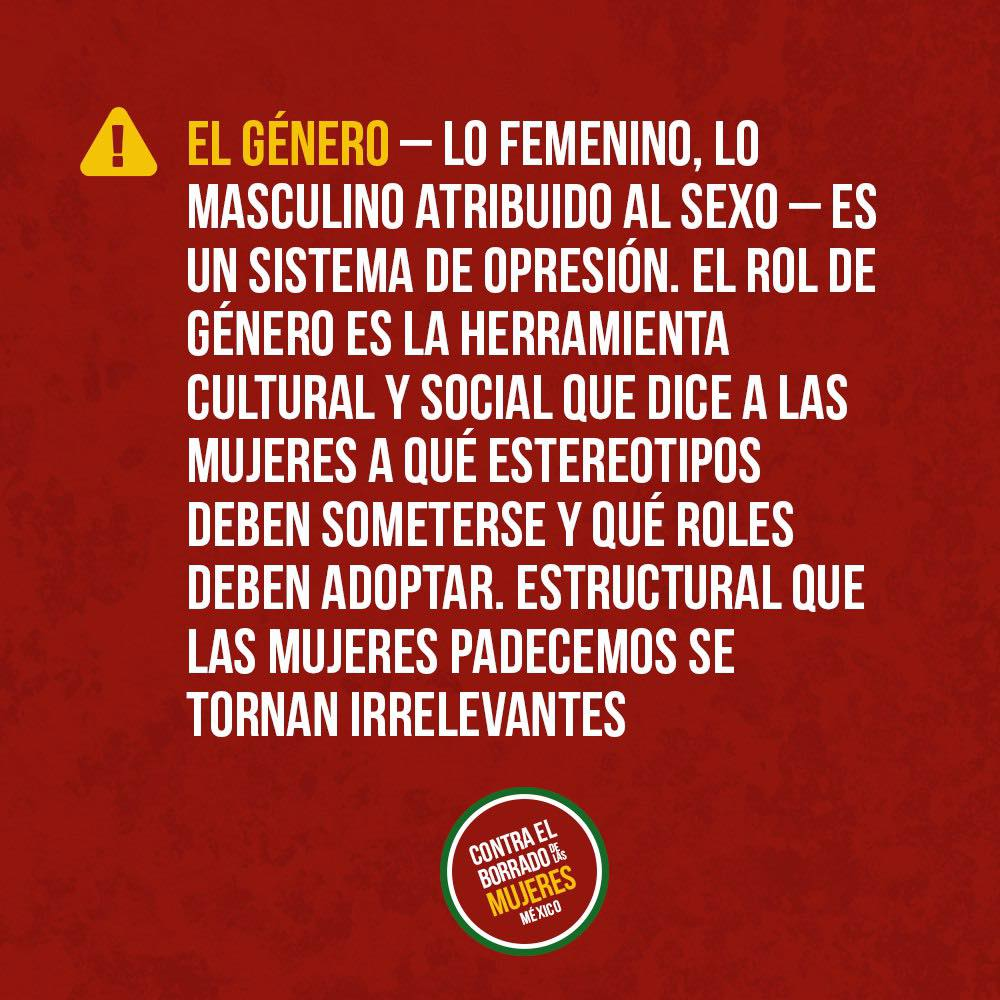 EL GÉNERO – LO FEMENINO, LO
MASCULINO ATRIBUIDO AL SEXO – ES
UN SISTEMA DE OPRESIÓN. EL ROL DE
GÉNERO ES LA HERRAMIENTA
CULTURAL Y SOCIAL QUE DICE A LAS
MUJERES A QUÉ ESTEREOTIPOS
DEBEN SOMETERSE Y QUÉ ROLES
DEBEN ADOPTAR. ESTRUCTURAL QUE
LAS MUJERES PADECEMOS SE
TORNAN IRRELEVANTES
CONTRA EL
BORRADO DE LAS
MUJERES
MÉXICO